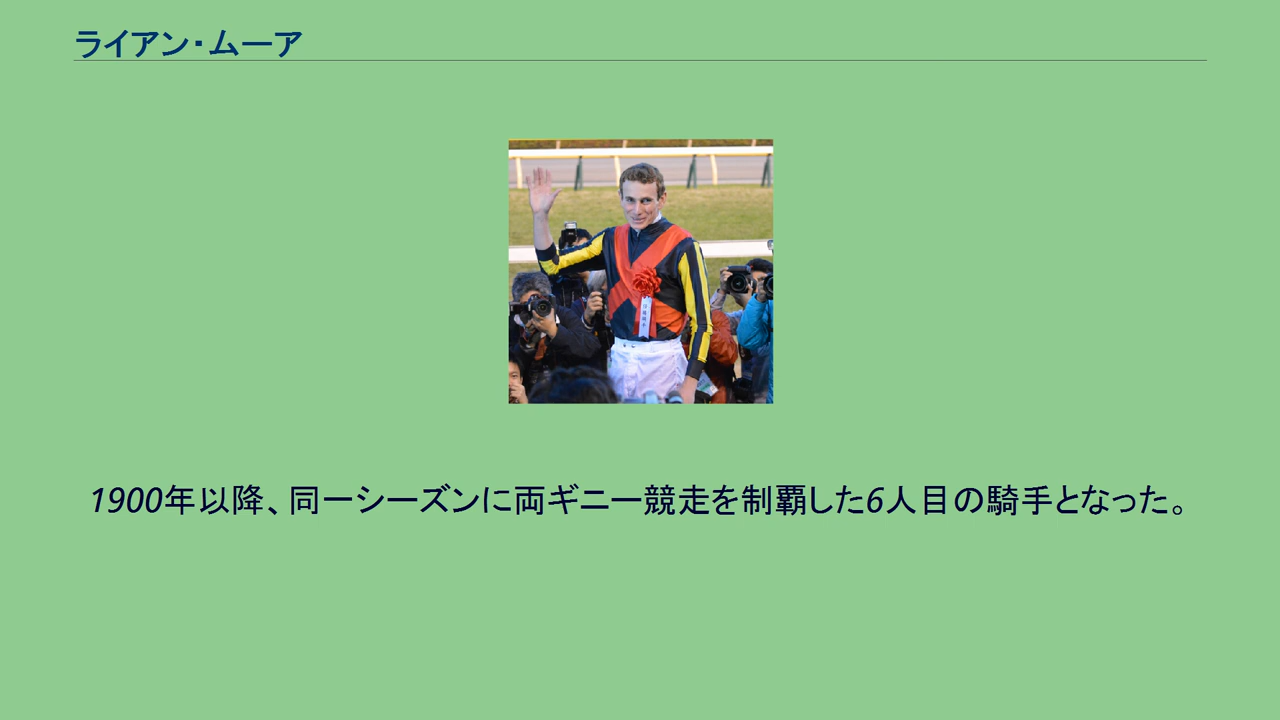 ライアン・ムーア
1900年以降、同一シーズンに両ギニー競走を制覇した6人目の騎手となった。